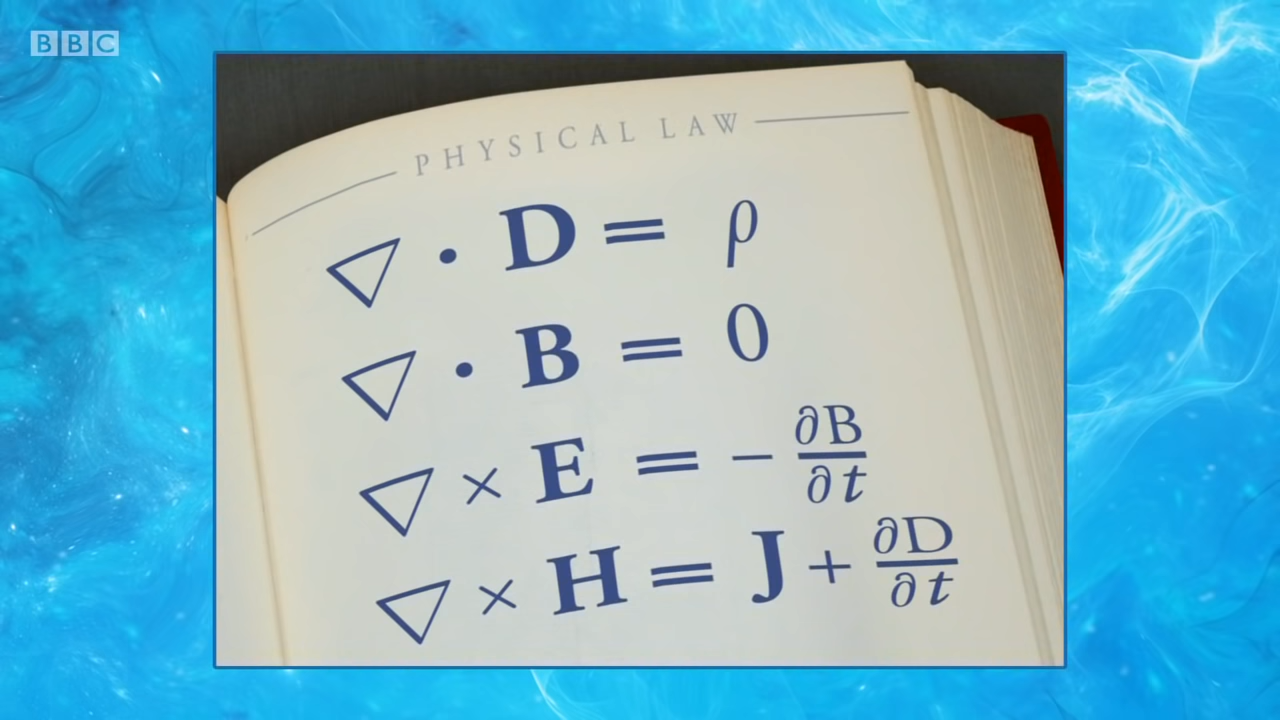 BBC
PHYSICAL LAW
∇ · D = ρ
∇ · B = 0
∇ × E = − ∂B/∂t
∇ × H = J + ∂D/∂t